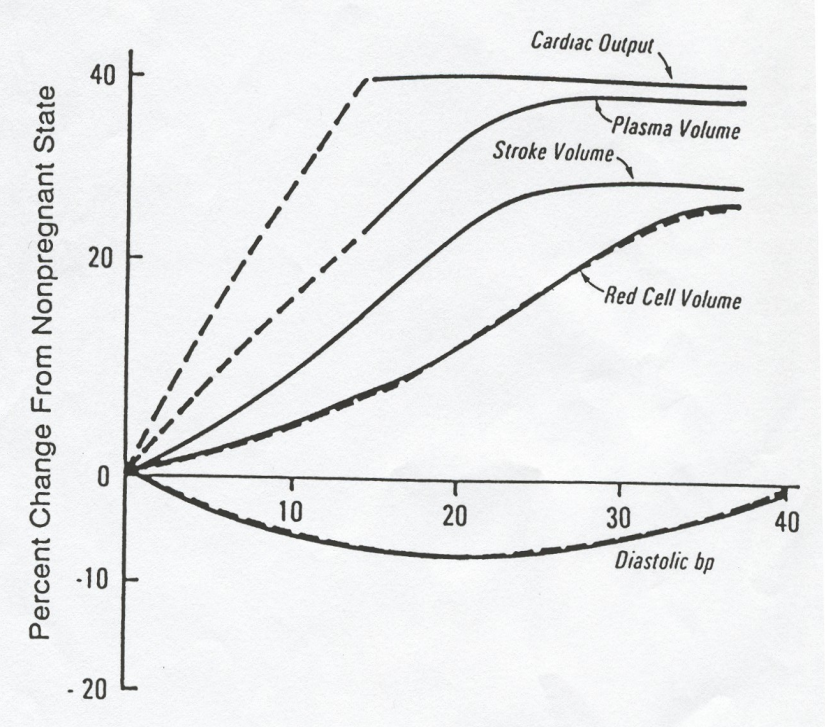 Percent Change From Nonpregnant State
40
20
0
-10
- 20
10
20
30
40
Cardiac Output
Plasma Volume
Stroke Volume
Red Cell Volume
Diastolic bp